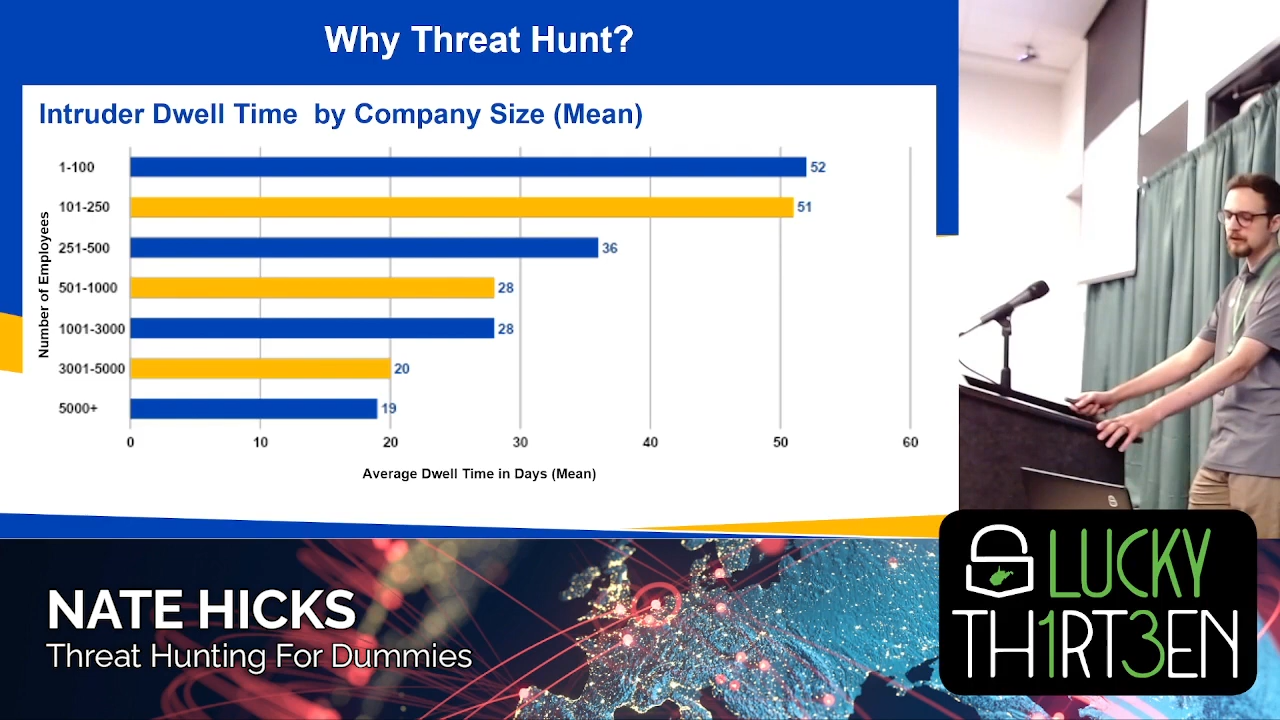 Why Threat Hunt?
Intruder Dwell Time by Company Size (Mean)
Number of Employees
1-100
52
101-250
51
251-500
36
501-1000
28
1001-3000
28
3001-5000
20
5000+
19
0 10 20 30 40 50 60
Average Dwell Time in Days (Mean)
NATE HICKS
Threat Hunting For Dummies
LUCKY
TH1RT3EN